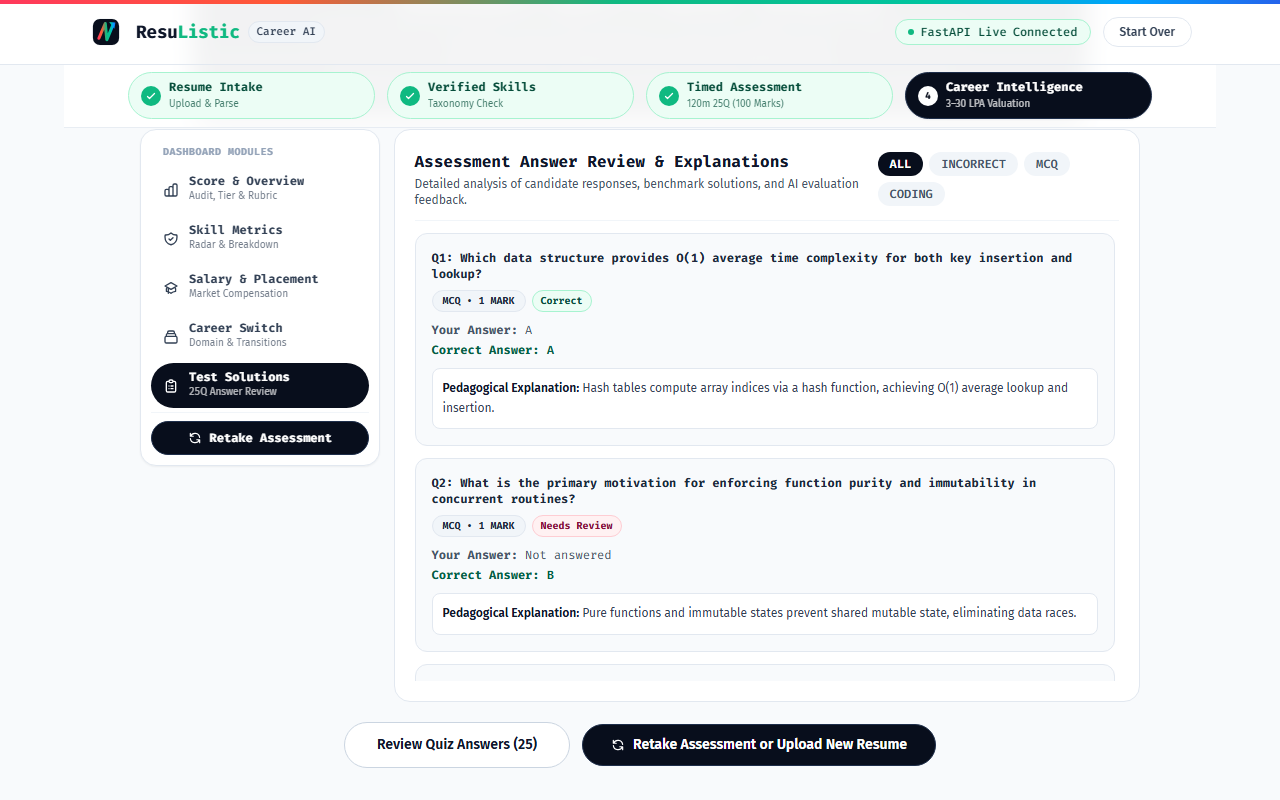 ResuListic Career AI
FastAPI Live Connected
Start Over
Resume Intake
Upload & Parse
Verified Skills
Taxonomy Check
Timed Assessment
120m 25Q (100 Marks)
4
Career Intelligence
3–30 LPA Valuation
DASHBOARD MODULES
Score & Overview
Audit, Tier & Rubric
Skill Metrics
Radar & Breakdown
Salary & Placement
Market Compensation
Career Switch
Domain & Transitions
Test Solutions
25Q Answer Review
Retake Assessment
Assessment Answer Review & Explanations
Detailed analysis of candidate responses, benchmark solutions, and AI evaluation
feedback.
ALL INCORRECT MCQ
CODING
Q1: Which data structure provides O(1) average time complexity for both key insertion and
lookup?
MCQ • 1 MARK Correct
Your Answer: A
Correct Answer: A
Pedagogical Explanation: Hash tables compute array indices via a hash function, achieving O(1) average lookup and
insertion.
Q2: What is the primary motivation for enforcing function purity and immutability in
concurrent routines?
MCQ • 1 MARK Needs Review
Your Answer: Not answered
Correct Answer: B
Pedagogical Explanation: Pure functions and immutable states prevent shared mutable state, eliminating data races.
Review Quiz Answers (25)
Retake Assessment or Upload New Resume